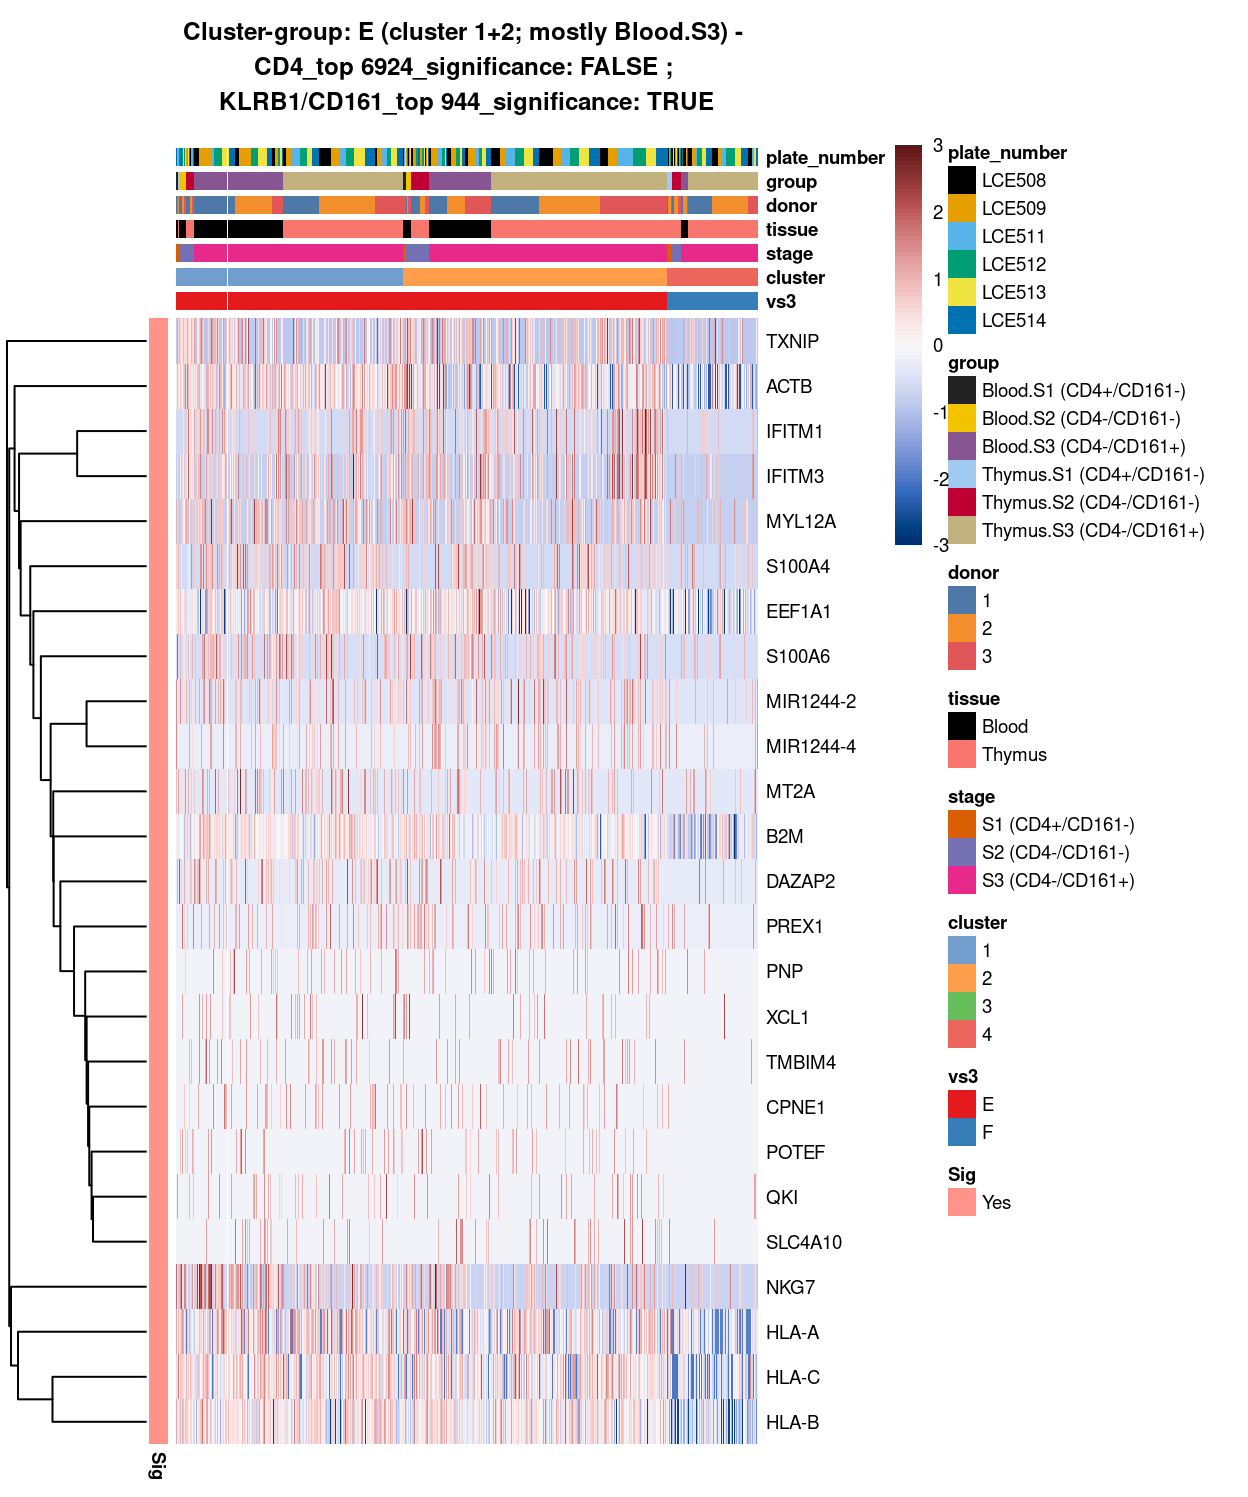 Cluster-group: E (cluster 1+2; mostly Blood.S3) -
CD4_top 6924_significance: FALSE ;
KLRB1/CD161_top 944_significance: TRUE
plate_number
group
donor
tissue
stage
cluster
vs3
TXNIP
ACTB
IFITM1
IFITM3
MYL12A
S100A4
EEF1A1
S100A6
MIR1244-2
MIR1244-4
MT2A
B2M
DAZAP2
PREX1
PNP
XCL1
TMBIM4
CPNE1
POTEF
QKI
SLC4A10
NKG7
HLA-A
HLA-C
HLA-B
Sig
3
2
1
0
-1
-2
-3
plate_number
LCE508
LCE509
LCE511
LCE512
LCE513
LCE514
group
Blood.S1 (CD4+/CD161-)
Blood.S2 (CD4-/CD161-)
Blood.S3 (CD4-/CD161+)
Thymus.S1 (CD4+/CD161-)
Thymus.S2 (CD4-/CD161-)
Thymus.S3 (CD4-/CD161+)
donor
1
2
3
tissue
Blood
Thymus
stage
S1 (CD4+/CD161-)
S2 (CD4-/CD161-)
S3 (CD4-/CD161+)
cluster
1
2
3
4
vs3
E
F
Sig
Yes